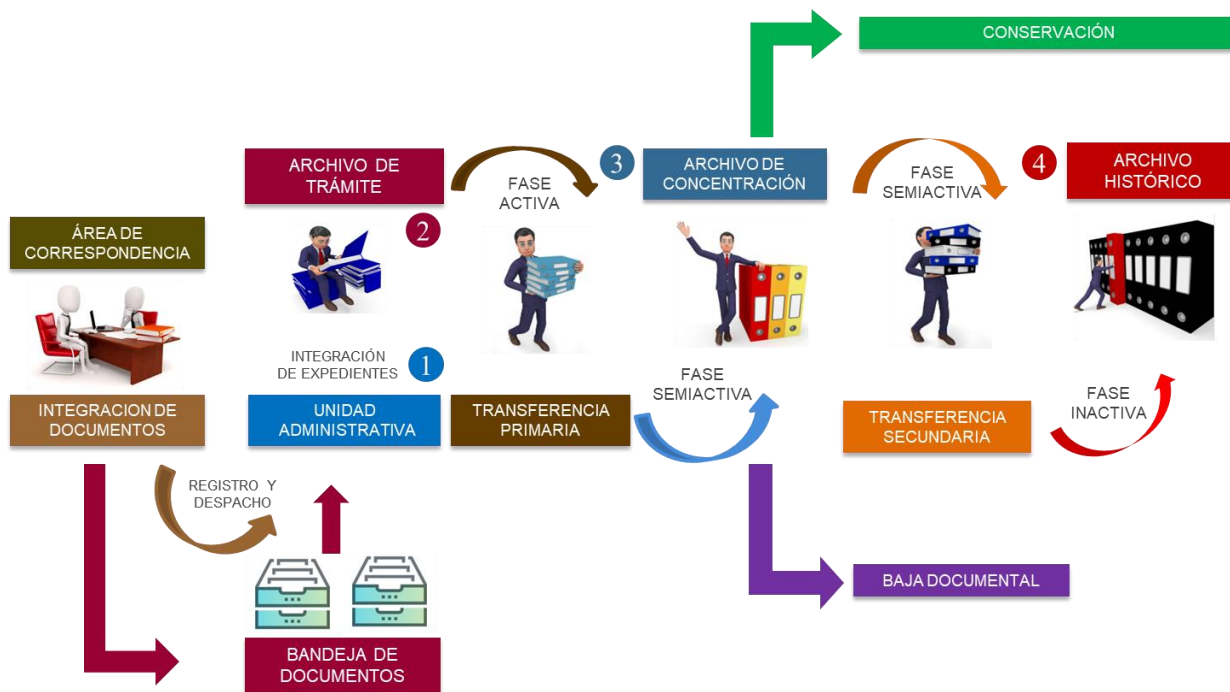 CONSERVACIÓN
ARCHIVO DE
TRÁMITE
FASE
ACTIVA
3
ARCHIVO DE
CONCENTRACIÓN
FASE
SEMIACTIVA
4
ARCHIVO
HISTÓRICO
ÁREA DE
CORRESPONDENCIA
2
INTEGRACIÓN
DE EXPEDIENTES
1
INTEGRACION DE
DOCUMENTOS
UNIDAD
ADMINISTRATIVA
TRANSFERENCIA
PRIMARIA
FASE
SEMIACTIVA
TRANSFERENCIA
SECUNDARIA
FASE
INACTIVA
REGISTRO Y
DESPACHO
BAJA DOCUMENTAL
BANDEJA DE
DOCUMENTOS